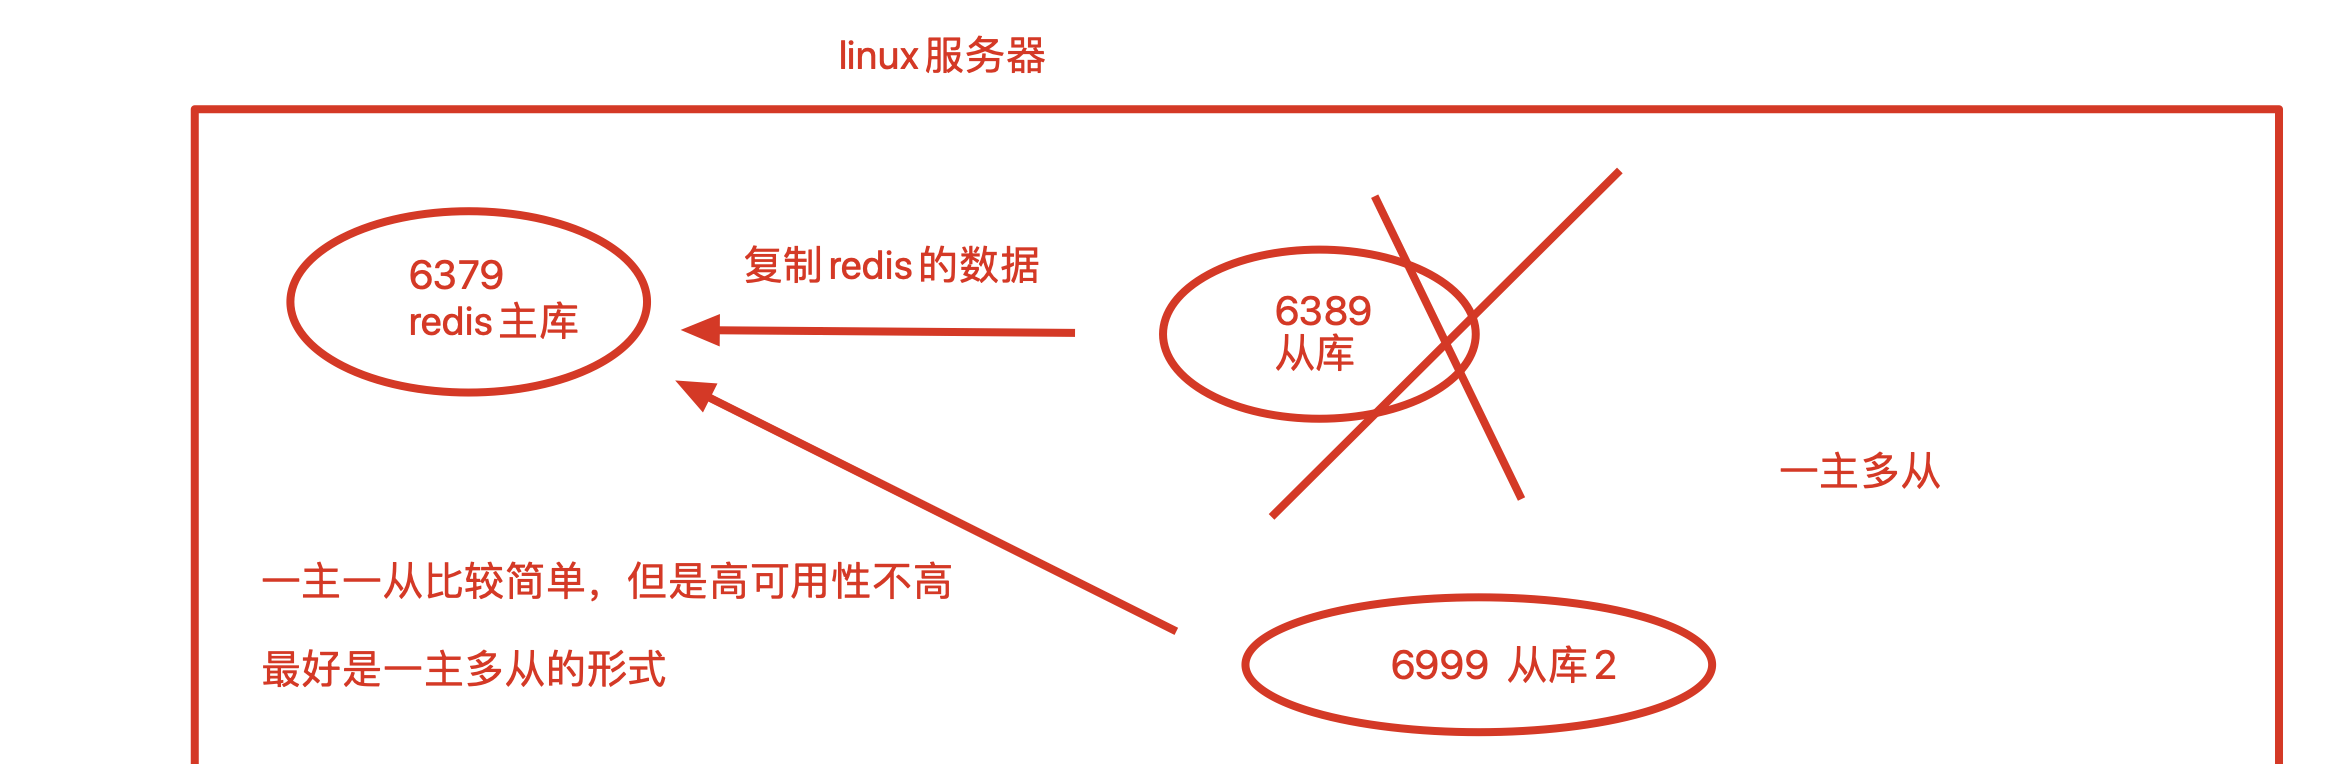 linux服务器
6379
redis主库
复制redis的数据
6389
从库
一主多从
一主一从比较简单，但是高可用性不高
最好是一主多从的形式
6999 从库2